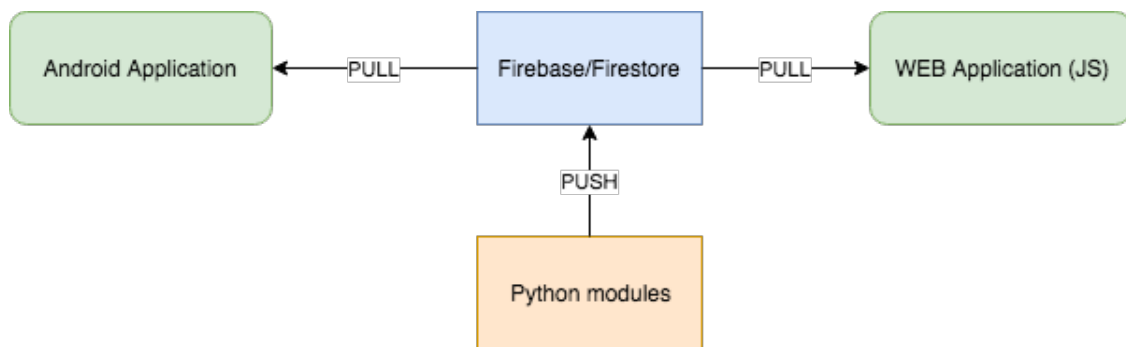 Android Application
PULL
Firebase/Firestore
PULL
WEB Application (JS)
PUSH
Python modules